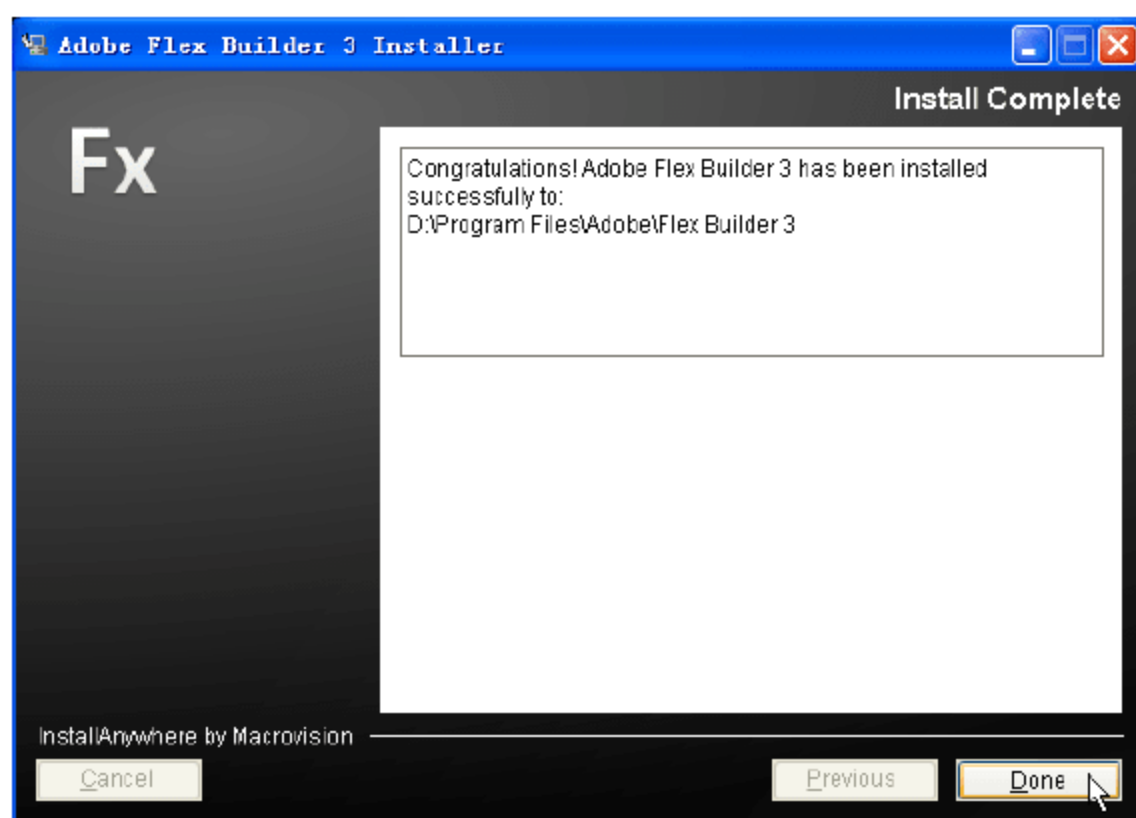 Adobe Flex Builder 3 Installer
Install Complete
Fx
Congratulations! Adobe Flex Builder 3 has been installed
successfully to:
D:\Program Files\Adobe\Flex Builder 3
InstallAnywhere by Macrovision
Cancel
Previous
Done